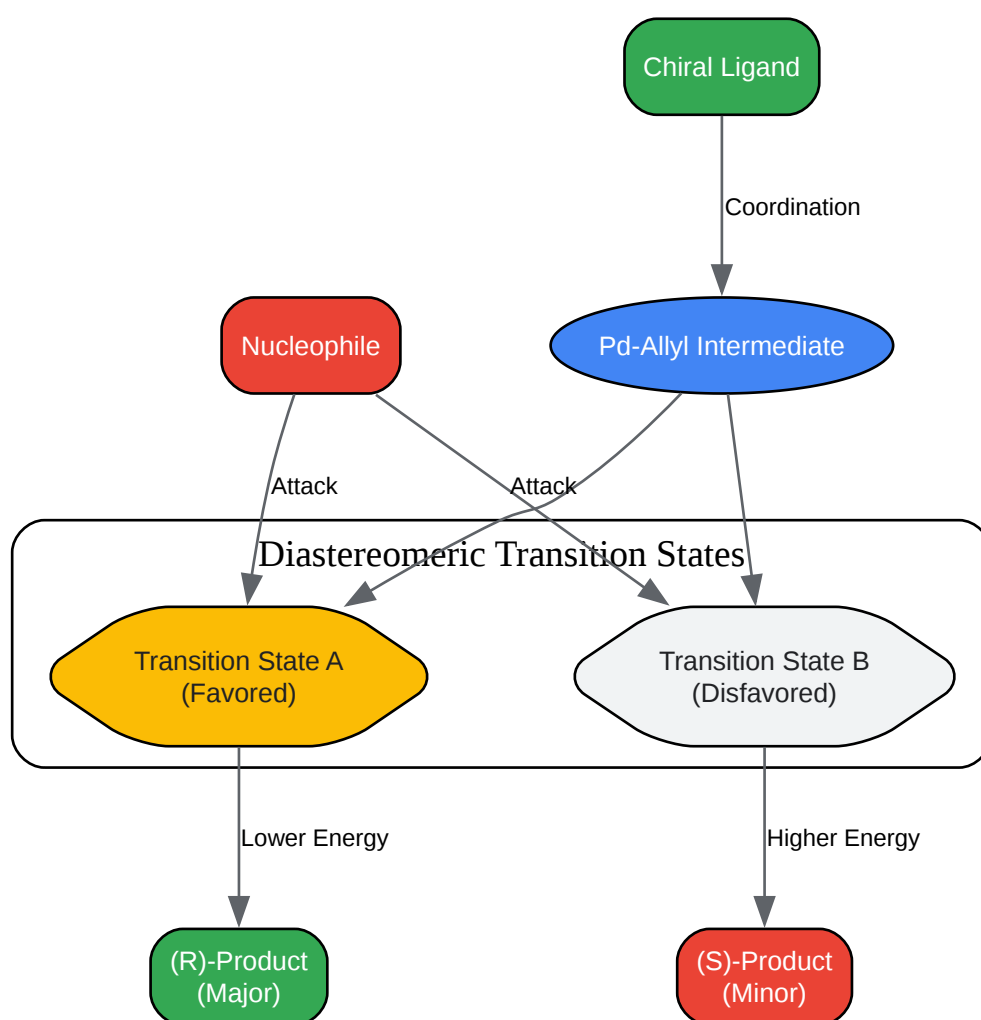 Chiral Ligand
Coordination
Nucleophile
Pd-Allyl Intermediate
Attack
Attack
Diastereomeric Transition States
Transition State A
(Favored)
Transition State B
(Disfavored)
Lower Energy
Higher Energy
(R)-Product
(Major)
(S)-Product
(Minor)